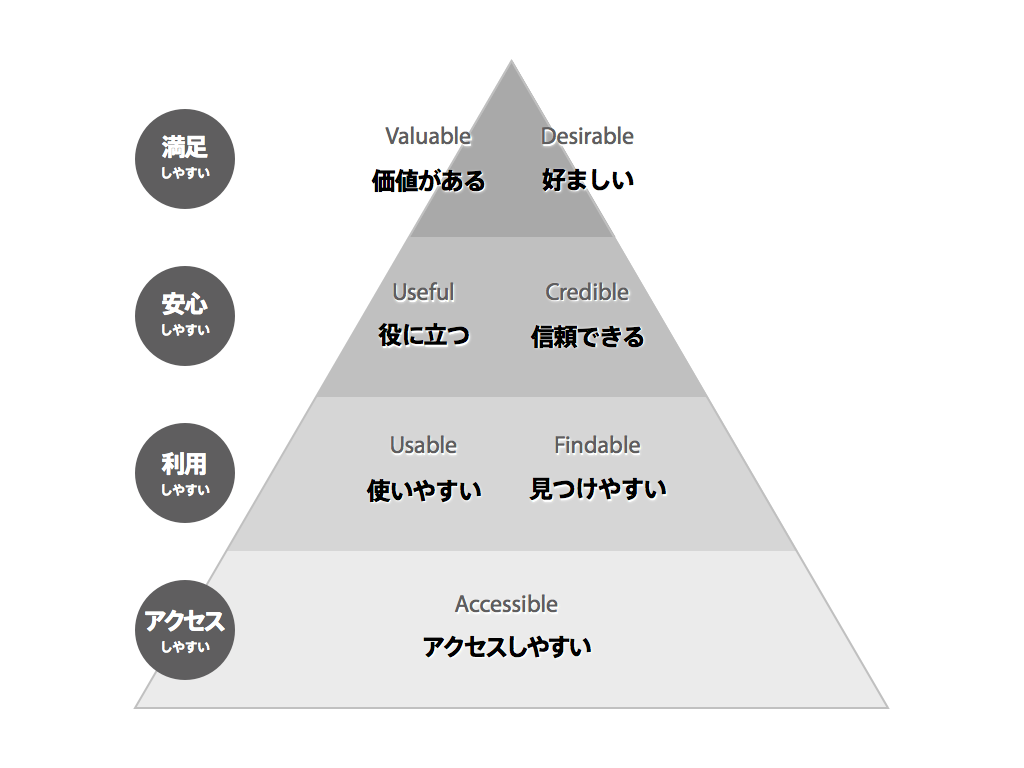 満足
しやすい
Valuable
価値がある
Desirable
好ましい
安心
しやすい
Useful
役に立つ
Credible
信頼できる
利用
しやすい
Usable
使いやすい
Findable
見つけやすい
アクセス
しやすい
Accessible
アクセスしやすい